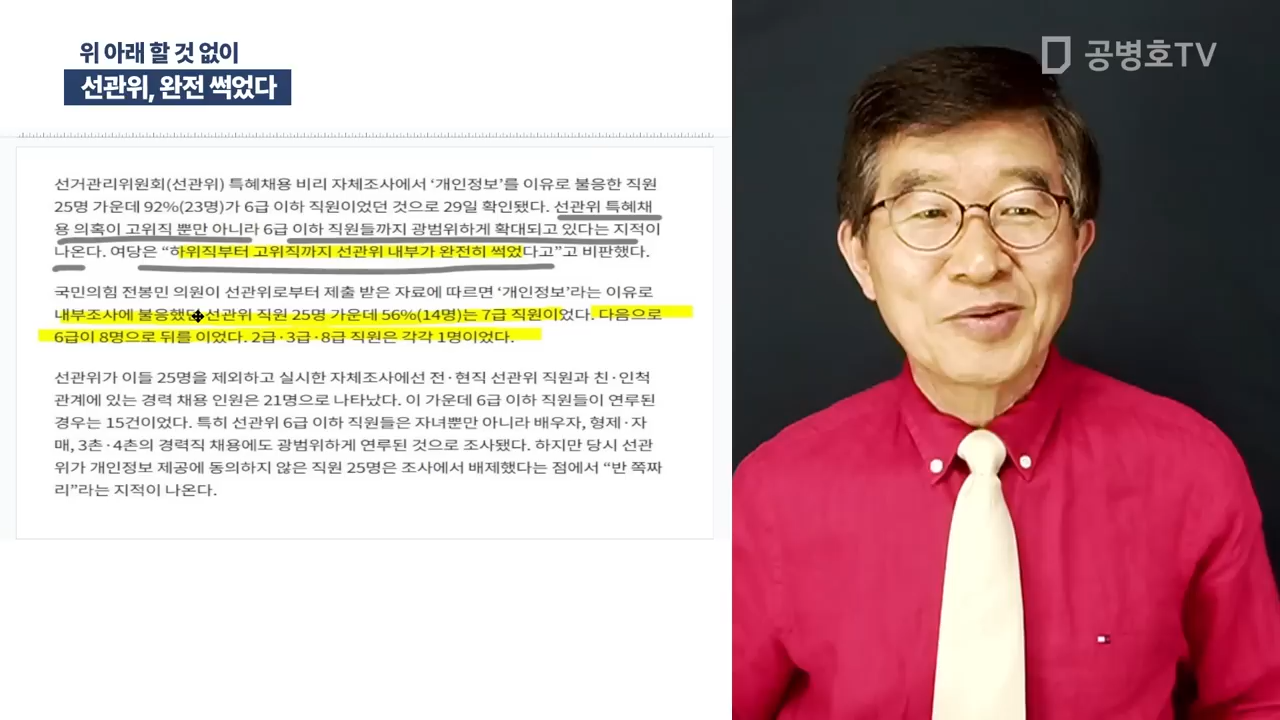 위 아래 할 것 없이
선관위, 완전 썩었다
공병호TV
선거관리위원회(선관위) 특혜채용 비리 자체조사에서 ‘개인정보’를 이유로 불응한 직원
25명 가운데 92%(23명)가 6급 이하 직원이었던 것으로 29일 확인됐다. 선관위 특혜채
용 의혹이 고위직 뿐만 아니라 6급 이하 직원들까지 광범위하게 확대되고 있다는 지적이
나온다. 여당은 “하위직부터 고위직까지 선관위 내부가 완전히 썩었다고”고 비판했다.
국민의힘 전봉민 의원이 선관위로부터 제출 받은 자료에 따르면 ‘개인정보’라는 이유로
내부조사에 불응했던 선관위 직원 25명 가운데 56%(14명)는 7급 직원이었다. 다음으로
6급이 8명으로 뒤를 이었다. 2급·3급·8급 직원은 각각 1명이었다.
선관위가 이들 25명을 제외하고 실시한 자체조사에선 전·현직 선관위 직원과 친·인척
관계에 있는 경력 채용 인원은 21명으로 나타났다. 이 가운데 6급 이하 직원들이 연루된
경우는 15건이었다. 특히 선관위 6급 이하 직원들은 자녀뿐만 아니라 배우자, 형제·자
매, 3촌·4촌의 경력직 채용에도 광범위하게 연루된 것으로 조사됐다. 하지만 당시 선관
위가 개인정보 제공에 동의하지 않은 직원 25명은 조사에서 배제했다는 점에서 “반 쪽짜
리”라는 지적이 나온다.